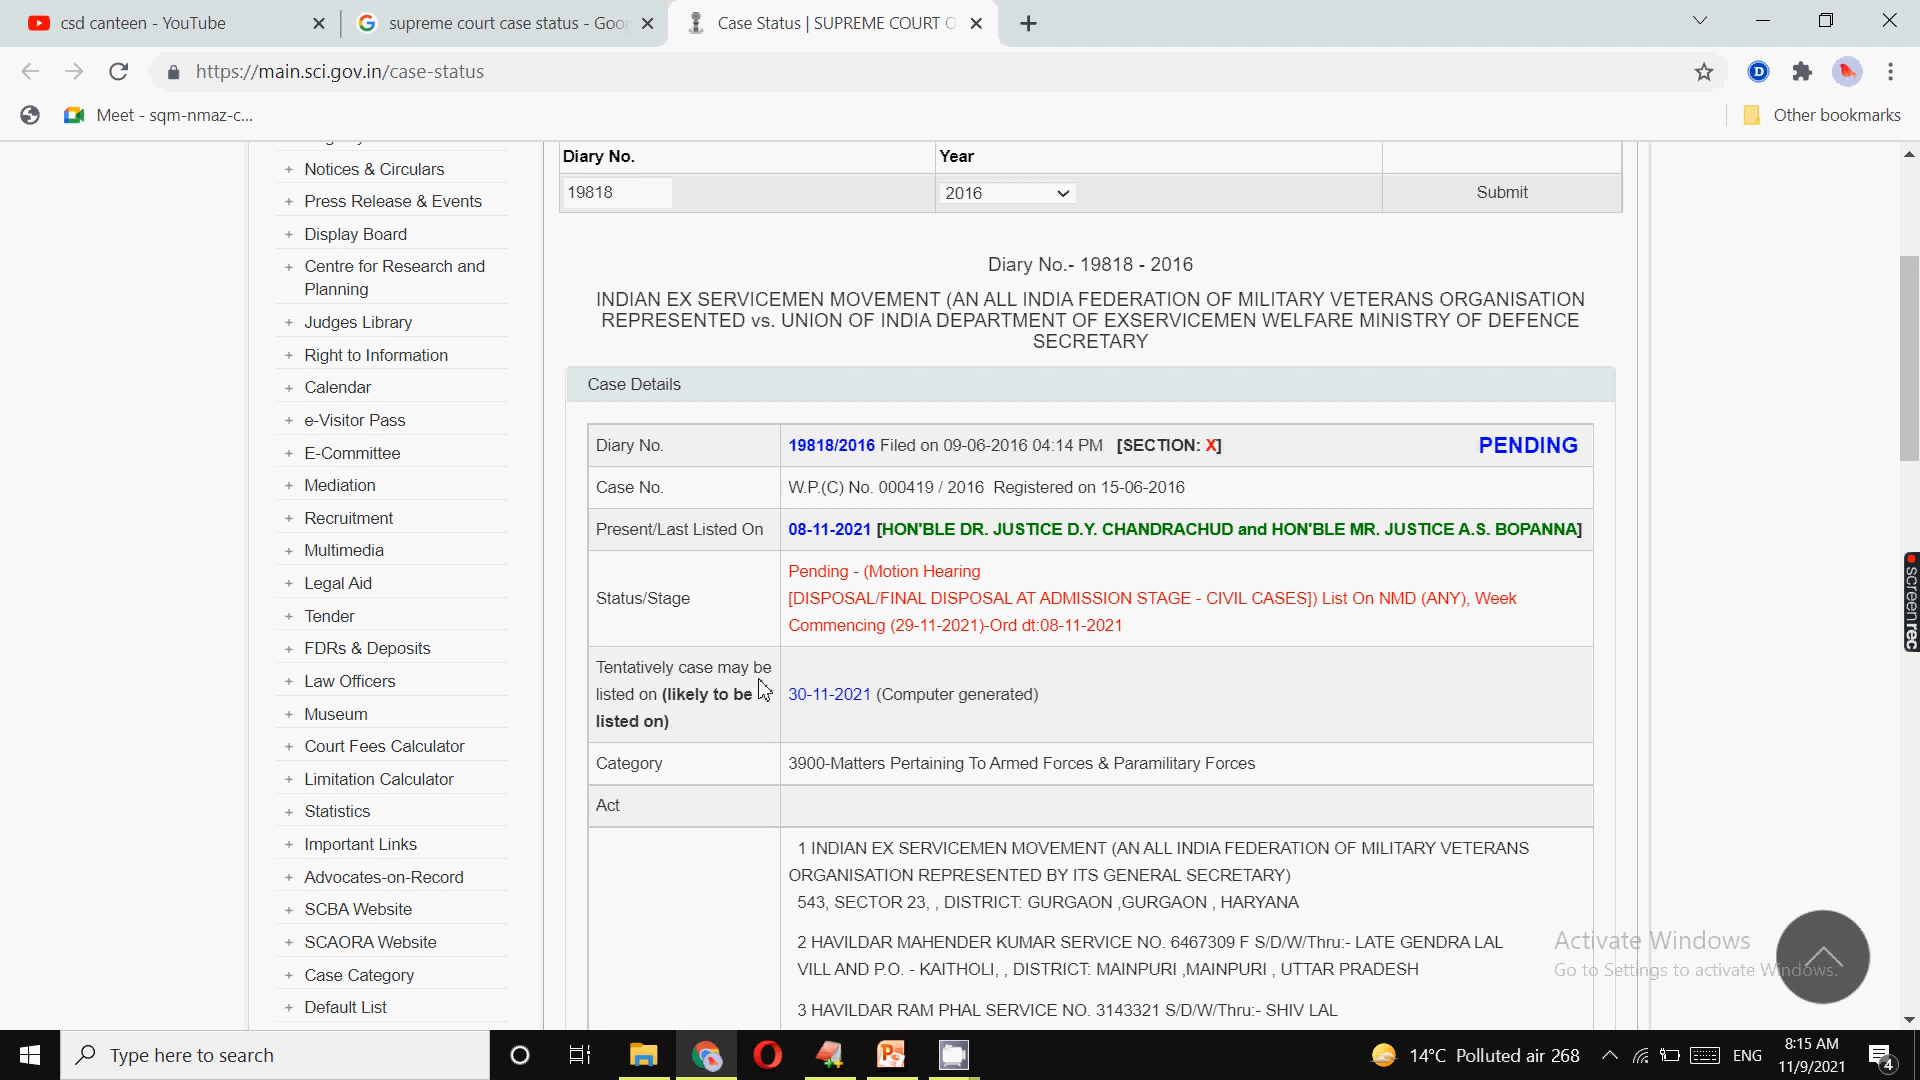 csd canteen - YouTube
supreme court case status - Goo
Case Status | SUPREME COURT O
https://main.sci.gov.in/case-status
D
Meet - sqm-nmaz-c...
Other bookmarks
+ Notices & Circulars
+ Press Release & Events
+ Display Board
+ Centre for Research and
Planning
+ Judges Library
+ Right to Information
+ Calendar
+ e-Visitor Pass
+ E-Committee
+ Mediation
+ Recruitment
+ Multimedia
+ Legal Aid
+ Tender
+ FDRs & Deposits
+ Law Officers
+ Museum
+ Court Fees Calculator
+ Limitation Calculator
+ Statistics
+ Important Links
+ Advocates-on-Record
+ SCBA Website
+ SCAORA Website
+ Case Category
+ Default List
Diary No. Year
19818 2016 Submit
Diary No.- 19818 - 2016
INDIAN EX SERVICEMEN MOVEMENT (AN ALL INDIA FEDERATION OF MILITARY VETERANS ORGANISATION
REPRESENTED vs. UNION OF INDIA DEPARTMENT OF EXSERVICEMEN WELFARE MINISTRY OF DEFENCE
SECRETARY
Case Details
Diary No. 19818/2016 Filed on 09-06-2016 04:14 PM [SECTION: X] PENDING
Case No. W.P.(C) No. 000419 / 2016 Registered on 15-06-2016
Present/Last Listed On 08-11-2021 [HON'BLE DR. JUSTICE D.Y. CHANDRACHUD and HON'BLE MR. JUSTICE A.S. BOPANNA]
Status/Stage
Pending - (Motion Hearing
[DISPOSAL/FINAL DISPOSAL AT ADMISSION STAGE - CIVIL CASES]) List On NMD (ANY), Week
Commencing (29-11-2021)-Ord dt:08-11-2021
Tentatively case may be
listed on (likely to be
listed on)
30-11-2021 (Computer generated)
Category 3900-Matters Pertaining To Armed Forces & Paramilitary Forces
Act
1 INDIAN EX SERVICEMEN MOVEMENT (AN ALL INDIA FEDERATION OF MILITARY VETERANS
ORGANISATION REPRESENTED BY ITS GENERAL SECRETARY)
543, SECTOR 23, , DISTRICT: GURGAON ,GURGAON , HARYANA
2 HAVILDAR MAHENDER KUMAR SERVICE NO. 6467309 F S/D/W/Thru:- LATE GENDRA LAL
VILL AND P.O. - KAITHOLI, , DISTRICT: MAINPURI ,MAINPURI , UTTAR PRADESH
3 HAVILDAR RAM PHAL SERVICE NO. 3143321 S/D/W/Thru:- SHIV LAL
screenrec
Activate Windows
Go to Settings to activate Windows.
Type here to search
14°C Polluted air 268
ENG
8:15 AM
11/9/2021
4